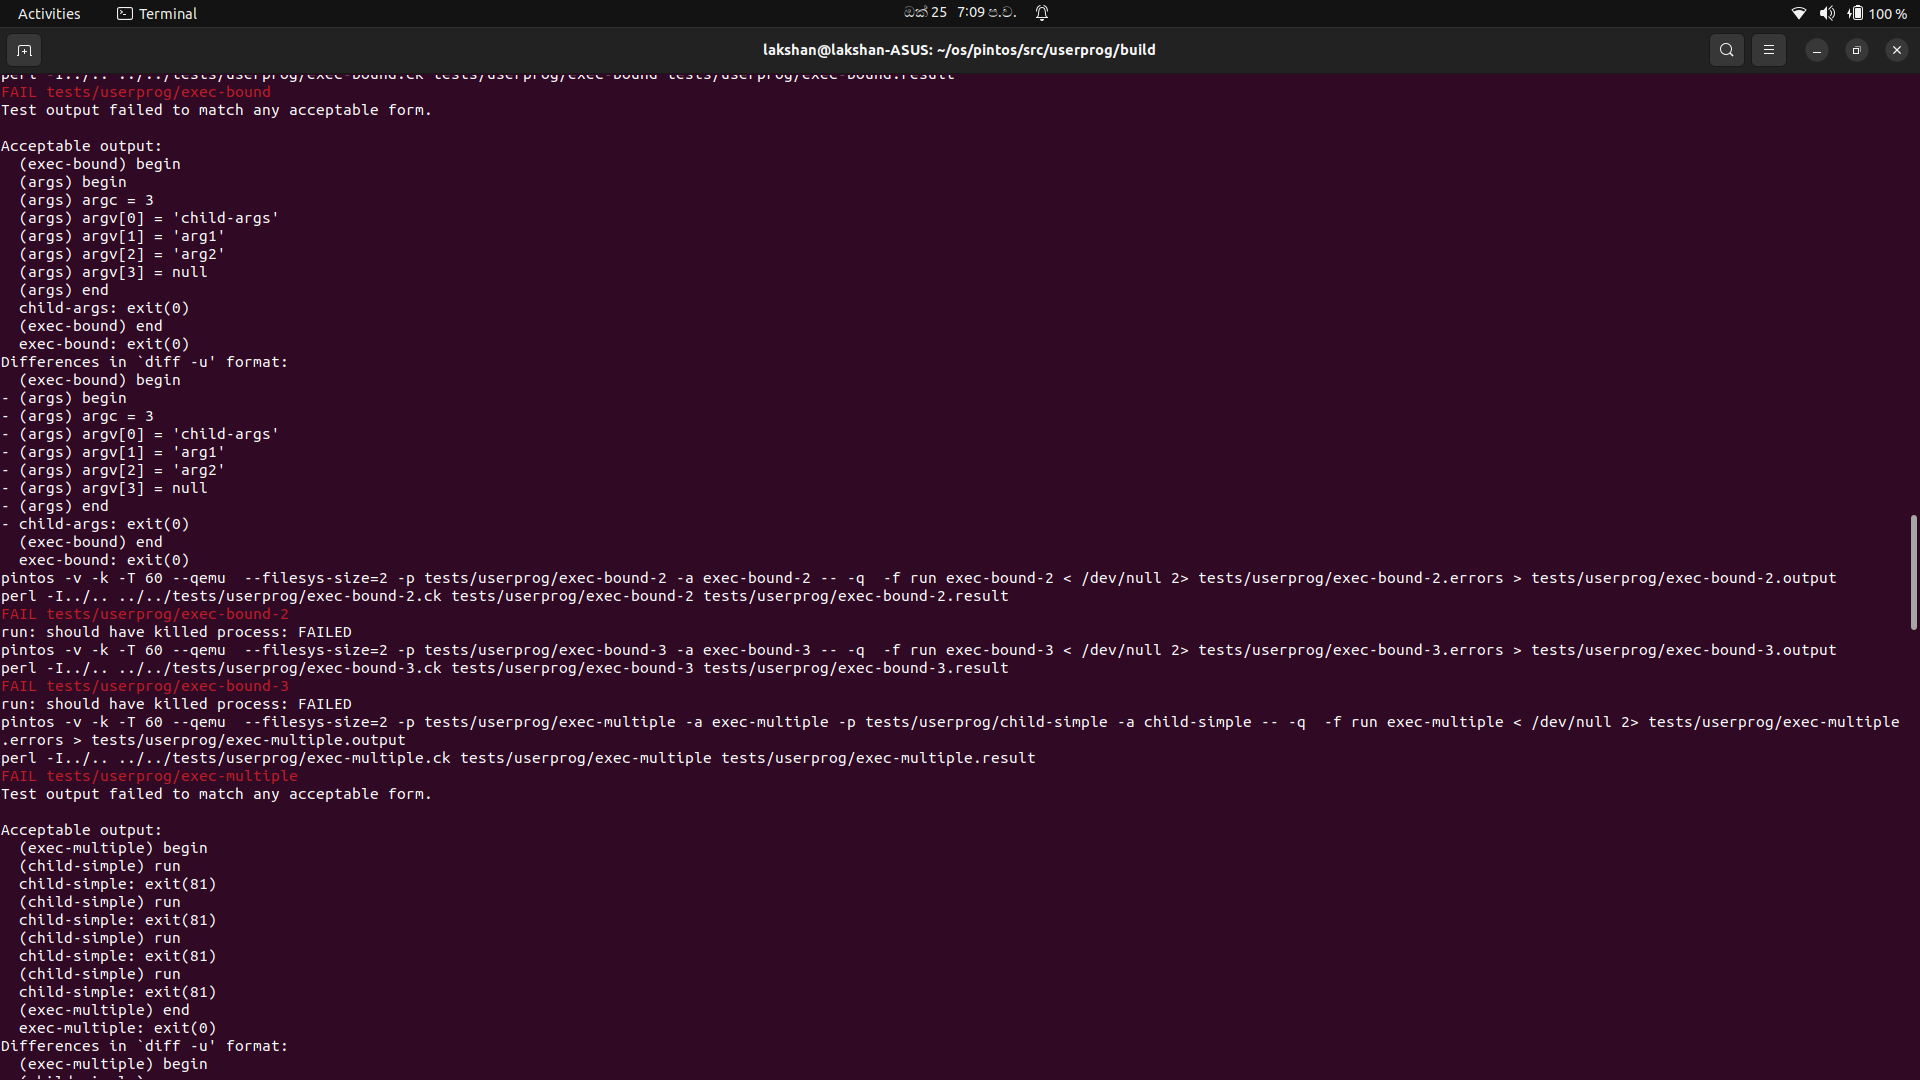 Activities Terminal ඔක් 25 7:09 ප.ව. 100 %
lakshan@lakshan-ASUS: ~/os/pintos/src/userprog/build
perl -I../.. ../../tests/userprog/exec-bound.ck tests/userprog/exec-bound tests/userprog/exec-bound.result
FAIL tests/userprog/exec-bound
Test output failed to match any acceptable form.
Acceptable output:
(exec-bound) begin
(args) begin
(args) argc = 3
(args) argv[0] = 'child-args'
(args) argv[1] = 'arg1'
(args) argv[2] = 'arg2'
(args) argv[3] = null
(args) end
child-args: exit(0)
(exec-bound) end
exec-bound: exit(0)
Differences in `diff -u' format:
(exec-bound) begin
- (args) begin
- (args) argc = 3
- (args) argv[0] = 'child-args'
- (args) argv[1] = 'arg1'
- (args) argv[2] = 'arg2'
- (args) argv[3] = null
- (args) end
- child-args: exit(0)
(exec-bound) end
exec-bound: exit(0)
pintos -v -k -T 60 --qemu  --filesys-size=2 -p tests/userprog/exec-bound-2 -a exec-bound-2 -- -q  -f run exec-bound-2 < /dev/null 2> tests/userprog/exec-bound-2.errors > tests/userprog/exec-bound-2.output
perl -I../.. ../../tests/userprog/exec-bound-2.ck tests/userprog/exec-bound-2 tests/userprog/exec-bound-2.result
FAIL tests/userprog/exec-bound-2
run: should have killed process: FAILED
pintos -v -k -T 60 --qemu  --filesys-size=2 -p tests/userprog/exec-bound-3 -a exec-bound-3 -- -q  -f run exec-bound-3 < /dev/null 2> tests/userprog/exec-bound-3.errors > tests/userprog/exec-bound-3.output
perl -I../.. ../../tests/userprog/exec-bound-3.ck tests/userprog/exec-bound-3 tests/userprog/exec-bound-3.result
FAIL tests/userprog/exec-bound-3
run: should have killed process: FAILED
pintos -v -k -T 60 --qemu  --filesys-size=2 -p tests/userprog/exec-multiple -a exec-multiple -p tests/userprog/child-simple -a child-simple -- -q  -f run exec-multiple < /dev/null 2> tests/userprog/exec-multiple
.errors > tests/userprog/exec-multiple.output
perl -I../.. ../../tests/userprog/exec-multiple.ck tests/userprog/exec-multiple tests/userprog/exec-multiple.result
FAIL tests/userprog/exec-multiple
Test output failed to match any acceptable form.
Acceptable output:
(exec-multiple) begin
(child-simple) run
child-simple: exit(81)
(child-simple) run
child-simple: exit(81)
(child-simple) run
child-simple: exit(81)
(child-simple) run
child-simple: exit(81)
(exec-multiple) end
exec-multiple: exit(0)
Differences in `diff -u' format:
(exec-multiple) begin